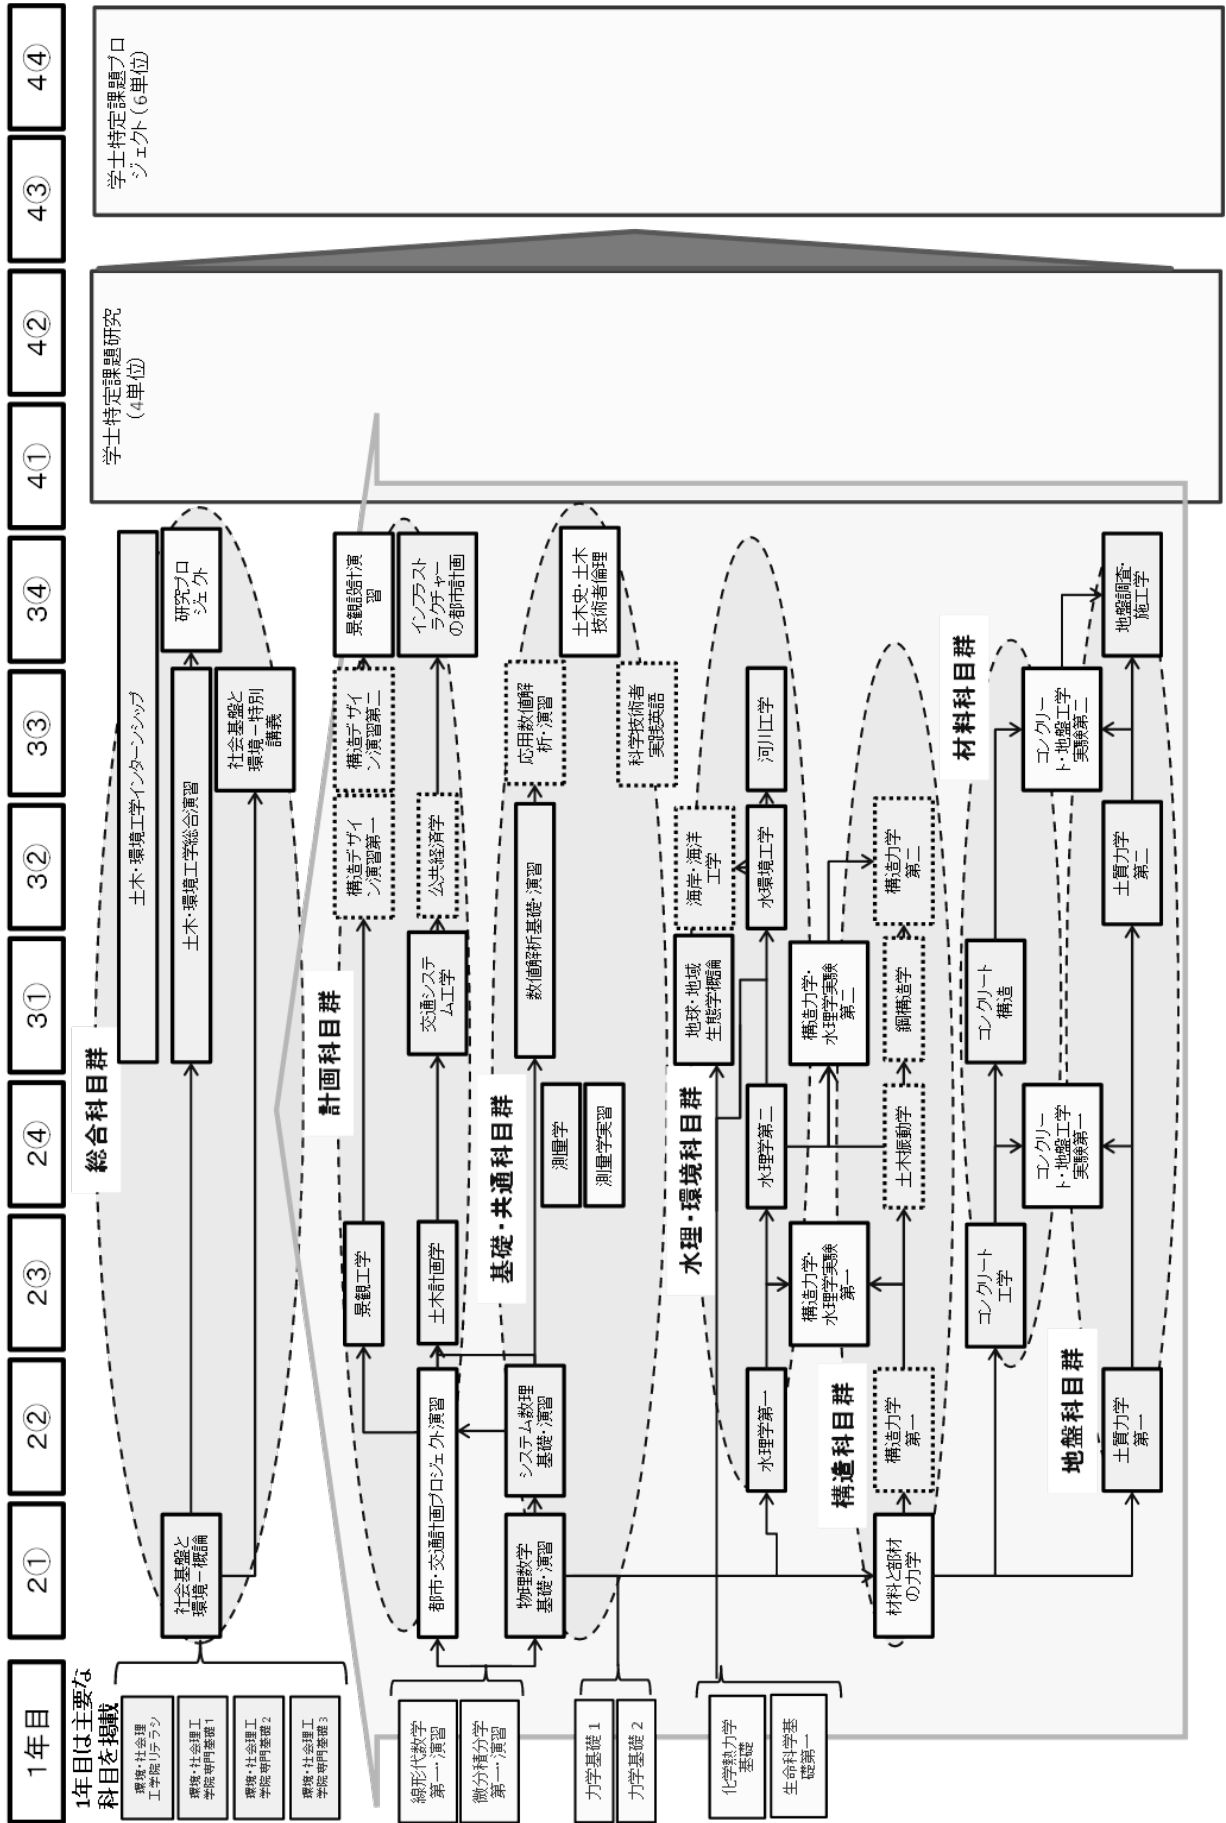 1年目
2①
2②
2③
2④
3①
3②
3③
3④
4①
4②
4③
4④
1年目は主要な
科目を掲載
環境・社会理
工学院リテラシ
環境・社会理工
学院専門基礎1
環境・社会理工
学院専門基礎2
環境・社会理工
学院専門基礎3
総合科目群
社会基盤と
環境ー概論
土木・環境工学インターンシップ
土木・環境工学総合演習
研究プロ
ジェクト
社会基盤と
環境ー特別
講義
学士特定課題研究
(4単位)
学士特定課題プロ
ジェクト(6単位)
計画科目群
景観工学
構造デザイ
ン演習第一
構造デザイ
ン演習第二
景観設計演
習
線形代数学
第一・演習
微分積分学
第一・演習
都市・交通計画プロジェクト演習
土木計画学
交通システ
ム工学
公共経済学
インフラスト
ラクチャー
の都市計画
基礎・共通科目群
物理数学
基礎・演習
システム数理
基礎・演習
数値解析基礎・演習
応用数値解
析・演習
測量学
測量学実習
土木史・土木
技術者倫理
科学技術者
実践英語
力学基礎1
力学基礎2
水理・環境科目群
地球・地域
生態学概論
海岸・海洋
工学
化学熱力学
基礎
生命科学基
礎第一
水理学第一
水理学第二
水環境工学
河川工学
構造力学・
水理学実験
第一
構造力学・
水理学実験
第二
構造科目群
材料と部材
の力学
構造力学
第一
土木振動学
鋼構造学
構造力学
第二
材料科目群
コンクリート
工学
コンクリート
構造
コンクリー
ト・地盤工学
実験第一
コンクリー
ト・地盤工学
実験第二
地盤科目群
土質力学
第一
土質力学
第二
地盤調査・
施工学